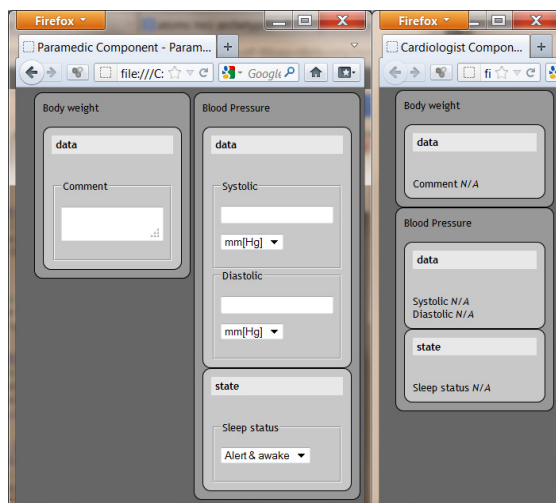 Firefox
Paramedic Component - Param...
file:///C:
Google
Body weight
data
Comment
Blood Pressure
data
Systolic
mm[Hg]
Diastolic
mm[Hg]
state
Sleep status
Alert & awake
Firefox
Cardiologist Compon...
fi
Body weight
data
Comment N/A
Blood Pressure
data
Systolic N/A
Diastolic N/A
state
Sleep status N/A